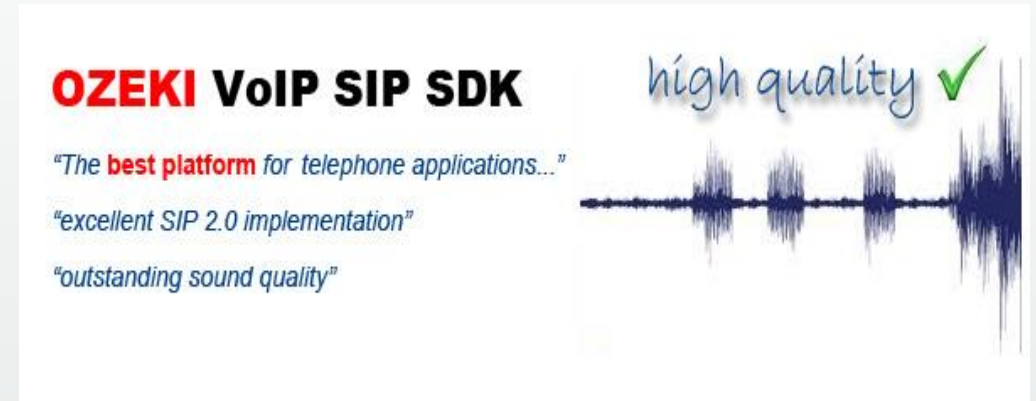 OZEKI VoIP SIP SDK
high quality
“The best platform for telephone applications...”
“excellent SIP 2.0 implementation”
“outstanding sound quality”